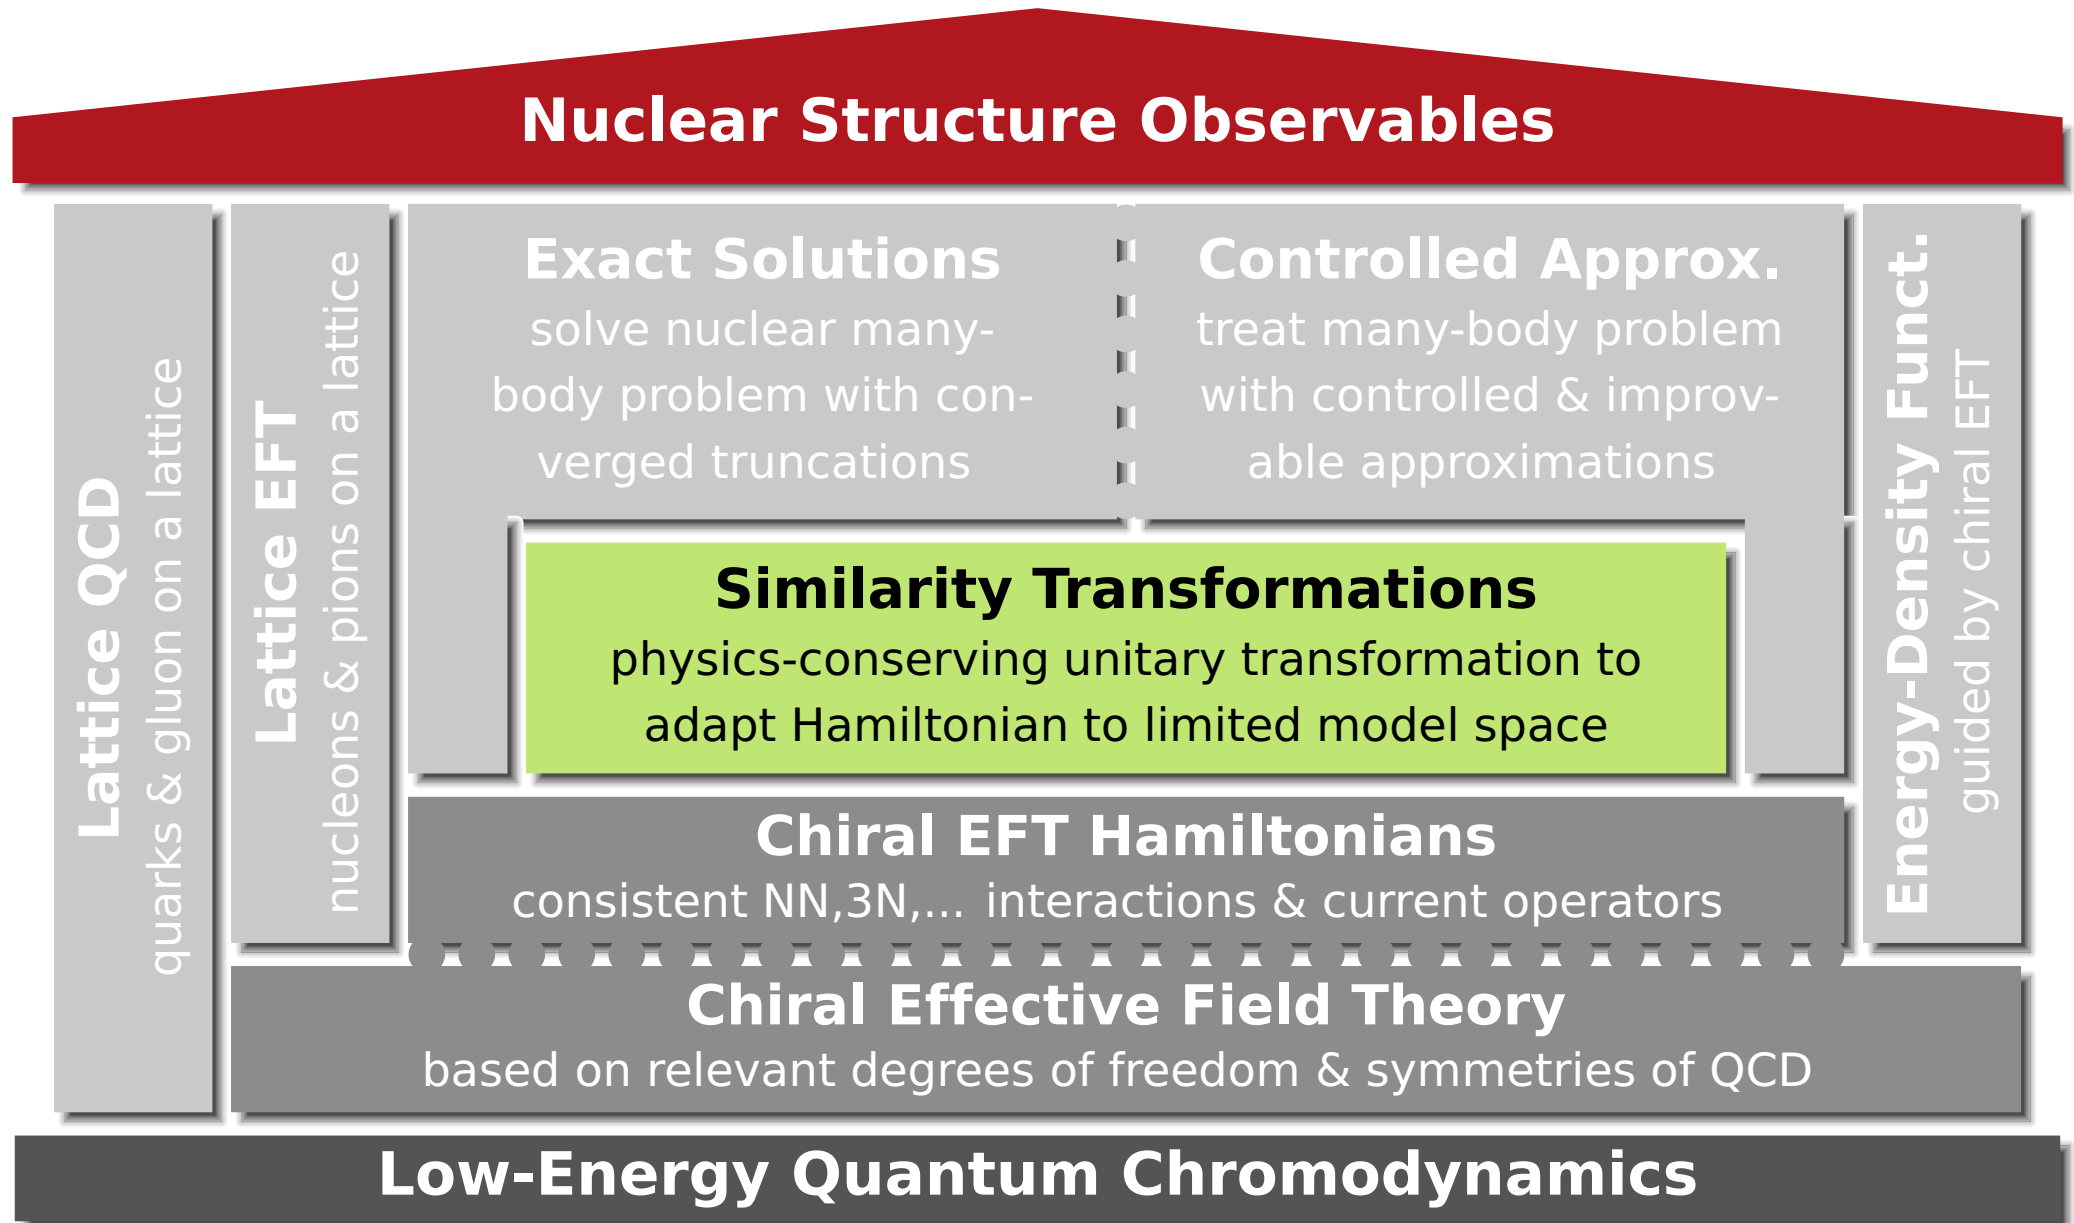 Nuclear Structure Observables
Lattice QCD
quarks & gluon on a lattice
Lattice EFT
nucleons & pions on a lattice
Exact Solutions
solve nuclear many-
body problem with con-
verged truncations
Controlled Approx.
treat many-body problem
with controlled & improv-
able approximations
Energy-Density Funct.
guided by chiral EFT
Similarity Transformations
physics-conserving unitary transformation to
adapt Hamiltonian to limited model space
Chiral EFT Hamiltonians
consistent NN,3N,... interactions & current operators
Chiral Effective Field Theory
based on relevant degrees of freedom & symmetries of QCD
Low-Energy Quantum Chromodynamics